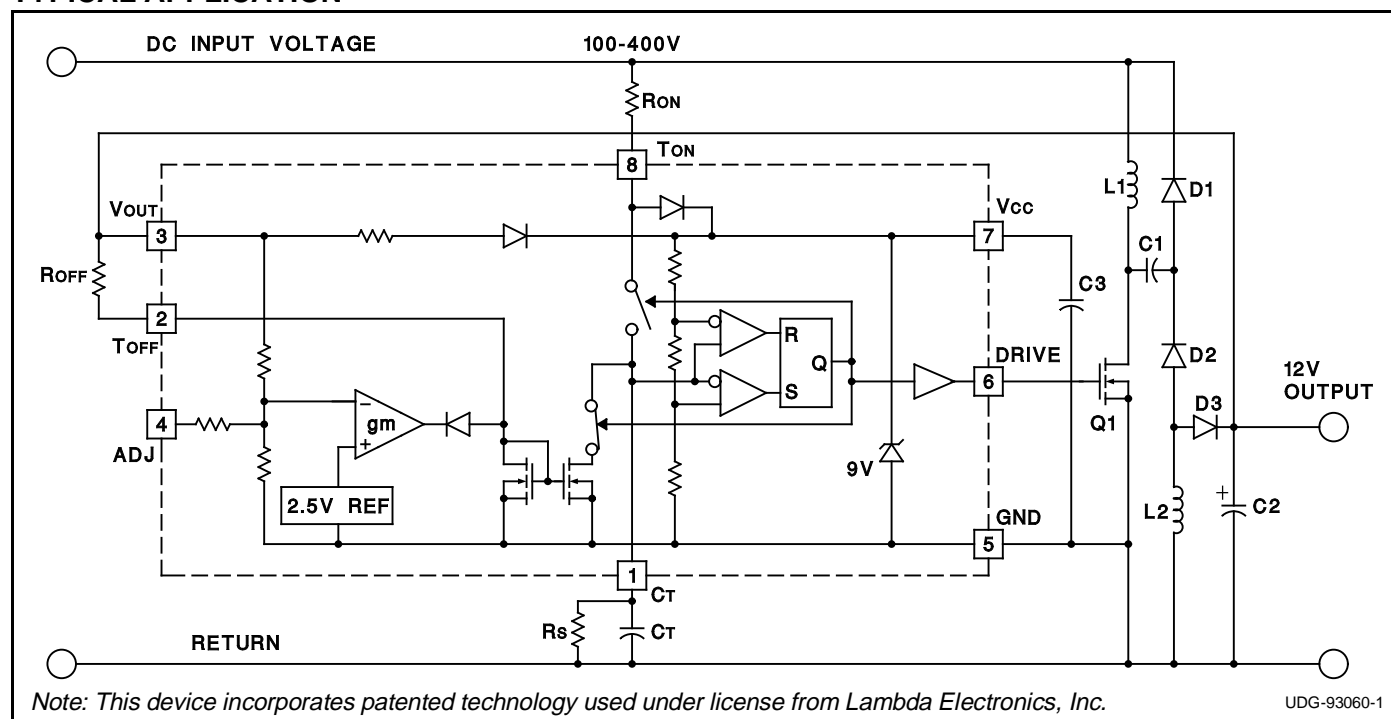 TYPICAL APPLICATION
DC INPUT VOLTAGE 100-400V
RON
8 TON
L1 D1
VOUT 3
VCC 7
ROFF
C1
C3
2 TOFF
R
Q
S
DRIVE 6
D2
12V OUTPUT
D3
Q1
4 ADJ
− gm +
9V
2.5V REF
GND 5
L2
+ C2
1 CT
RS CT
RETURN
Note: This device incorporates patented technology used under license from Lambda Electronics, Inc.
UDG-93060-1